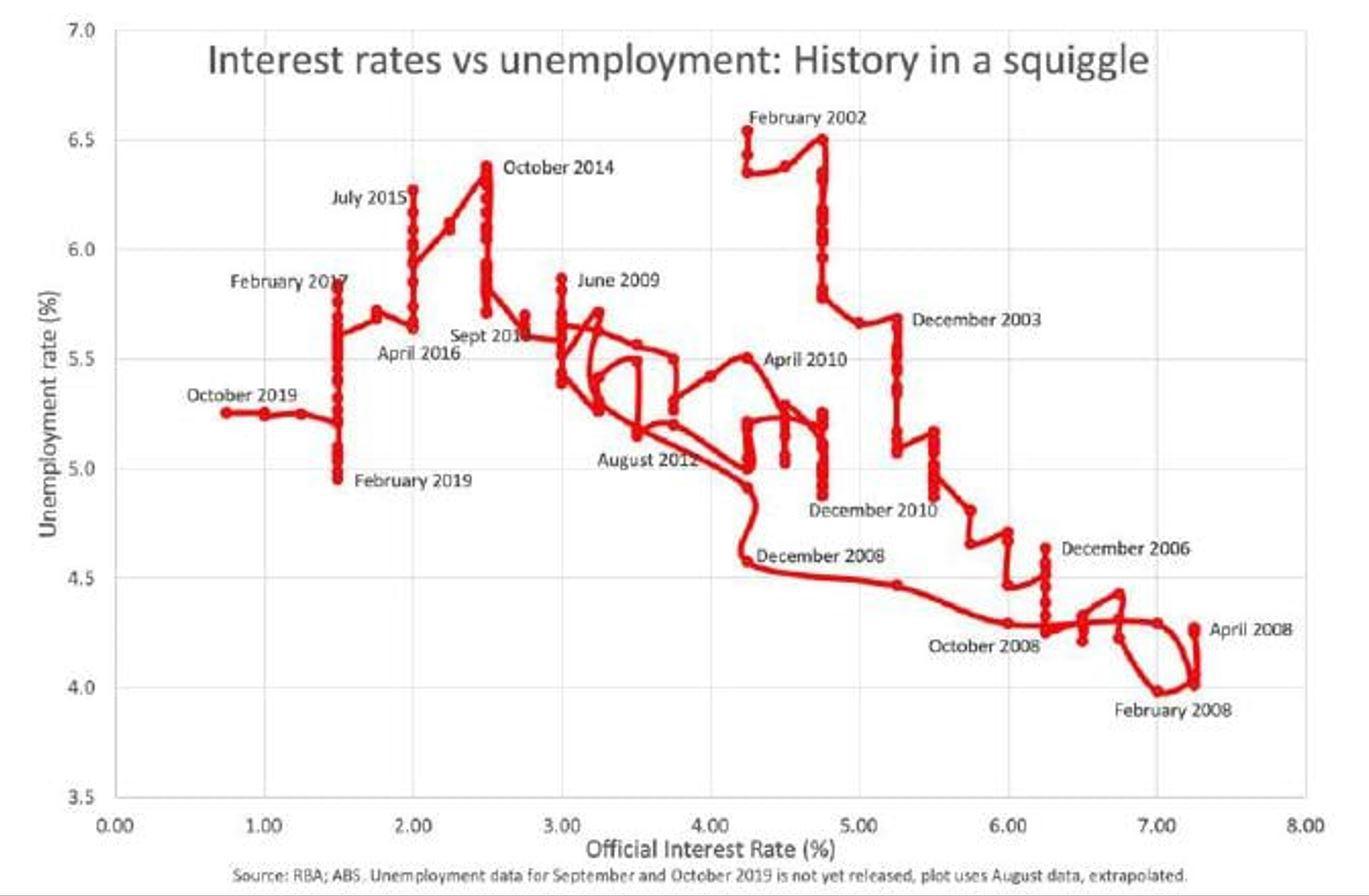 Interest rates vs unemployment: History in a squiggle
7.0
6.5
6.0
5.5
5.0
4.5
4.0
3.5
Unemployment rate (%)
February 2002
October 2014
July 2015
February 2017
June 2009
December 2003
Sept
April 2016
April 2010
October 2019
August 2012
February 2019
December 2010
December 2008
December 2006
October 2008
April 2008
February 2008
0.00 1.00 2.00 3.00 4.00 5.00 6.00 7.00 8.00
Official Interest Rate (%)
Source: RBA; ABS. Unemployment data for September and October 2019 is not yet released, plot uses August data, extrapolated.